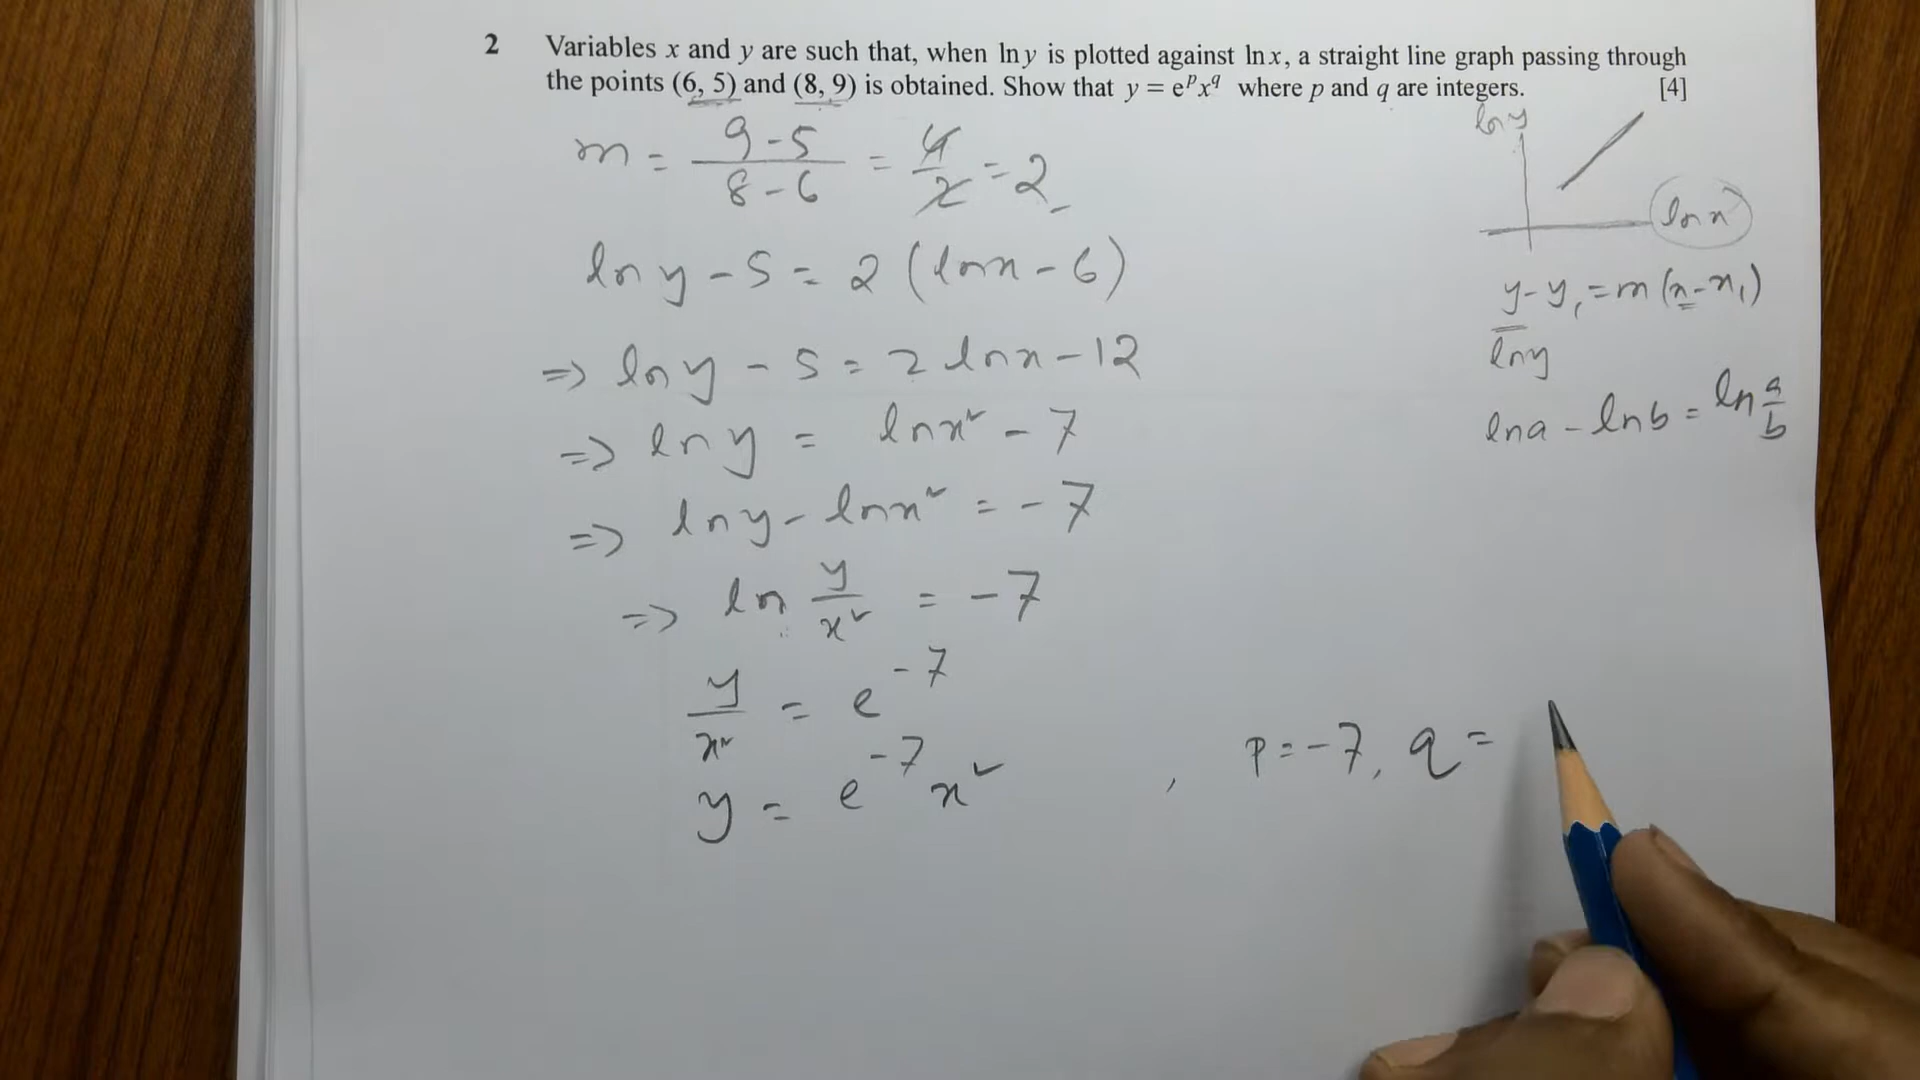 2 Variables x and y are such that, when ln y is plotted against ln x, a straight line graph passing through
the points (6, 5) and (8, 9) is obtained. Show that y = e^p x^q where p and q are integers. [4]
m = (9 - 5)/(8 - 6) = 4/2 = 2
ln y - 5 = 2 (ln x - 6)
=> ln y - 5 = 2 ln x - 12
=> ln y = ln x² - 7
=> ln y - ln x² = - 7
=> ln y/x² = - 7
y/x² = e^-7
y = e^-7 x² , p = -7, q =
ln y
ln x
y - y₁ = m (x - x₁)
ln y
ln a - ln b = ln a/b